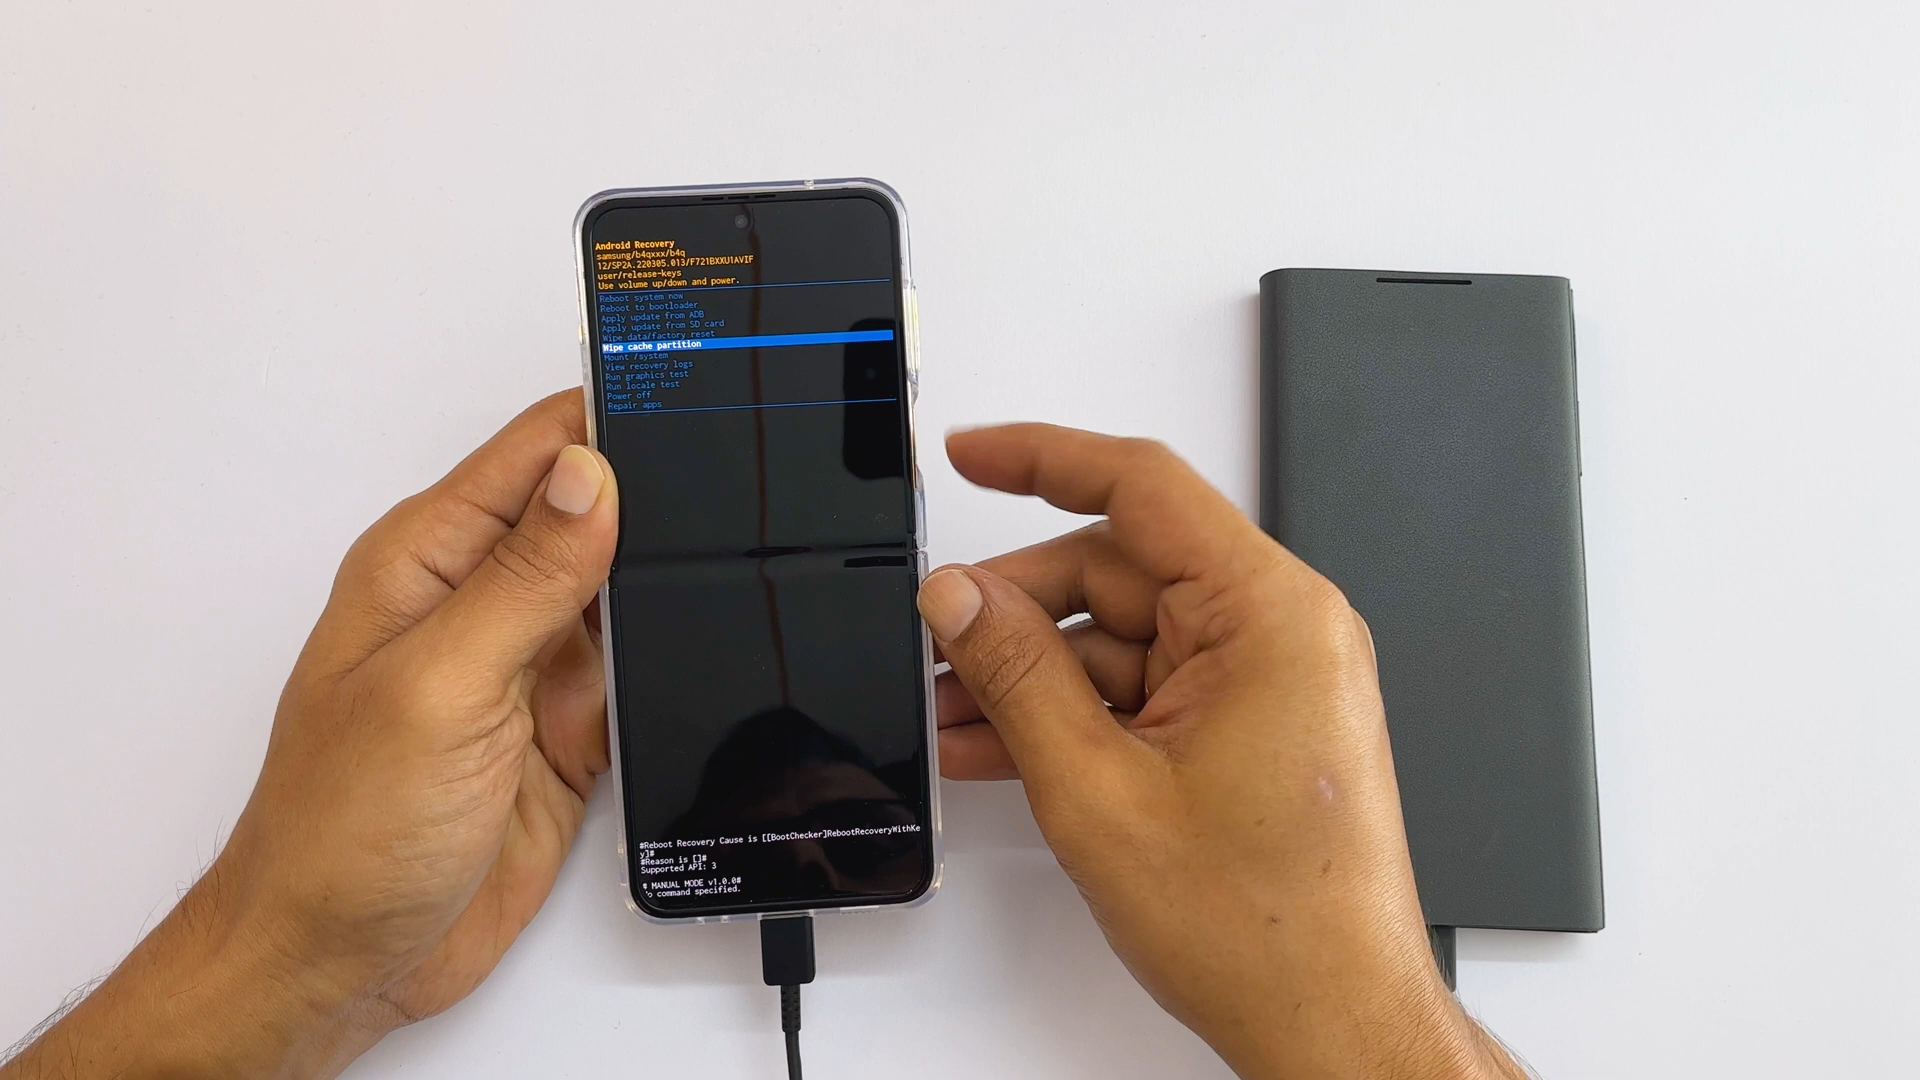 Android Recovery
samsung/b4qxxx/b4q
12/SP2A.220305.013/F721BXXU1AVIF
user/release-keys
Use volume up/down and power.
Reboot system now
Reboot to bootloader
Apply update from ADB
Apply update from SD card
Wipe data/factory reset
Wipe cache partition
Mount /system
View recovery logs
Run graphics test
Run locale test
Power off
Repair apps
#Reboot Recovery Cause is [[BootChecker]RebootRecoveryWithKe
y]#
#Reason is []#
Supported API: 3
# MANUAL MODE v1.0.0#
No command specified.